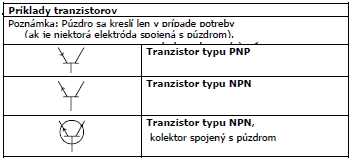 Príklady tranzistorov
Poznámka: Púzdro sa kreslí len v prípade potreby
(ak je niektorá elektróda spojená s púzdrom).
Tranzistor typu PNP
Tranzistor typu NPN
Tranzistor typu NPN,
kolektor spojený s púzdrom